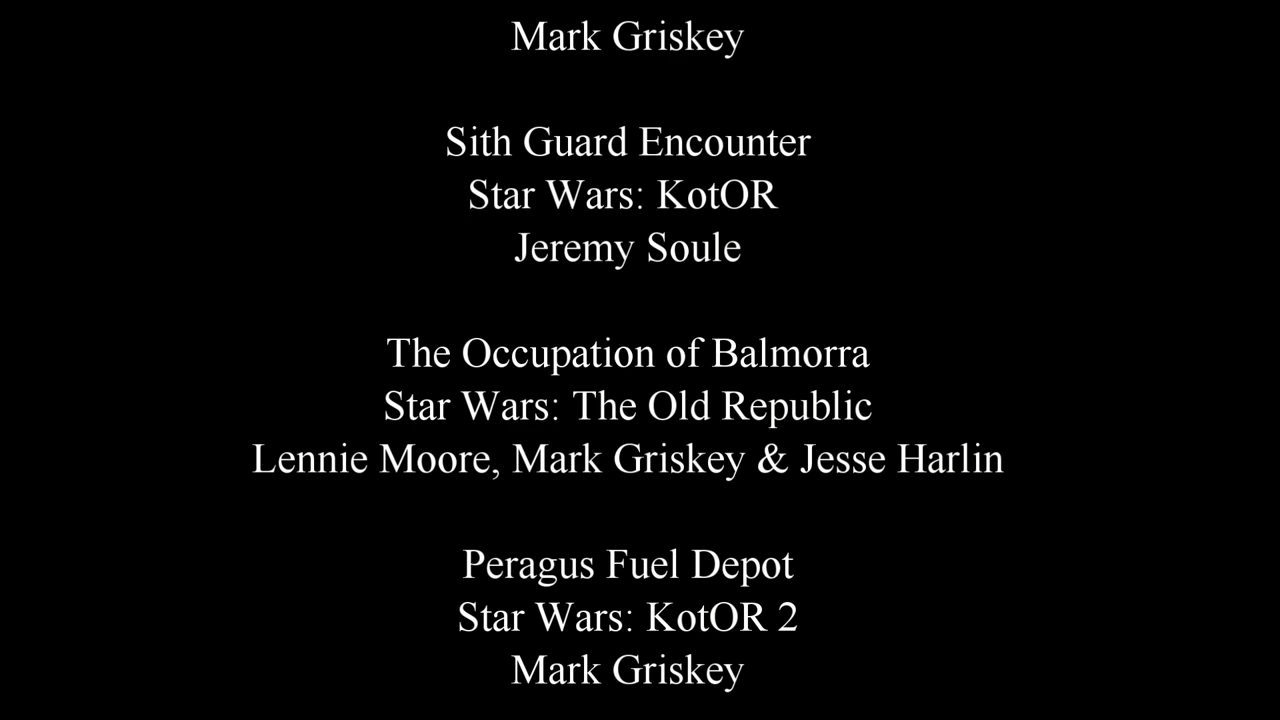 Mark Griskey
Sith Guard Encounter
Star Wars: KotOR
Jeremy Soule
The Occupation of Balmorra
Star Wars: The Old Republic
Lennie Moore, Mark Griskey & Jesse Harlin
Peragus Fuel Depot
Star Wars: KotOR 2
Mark Griskey